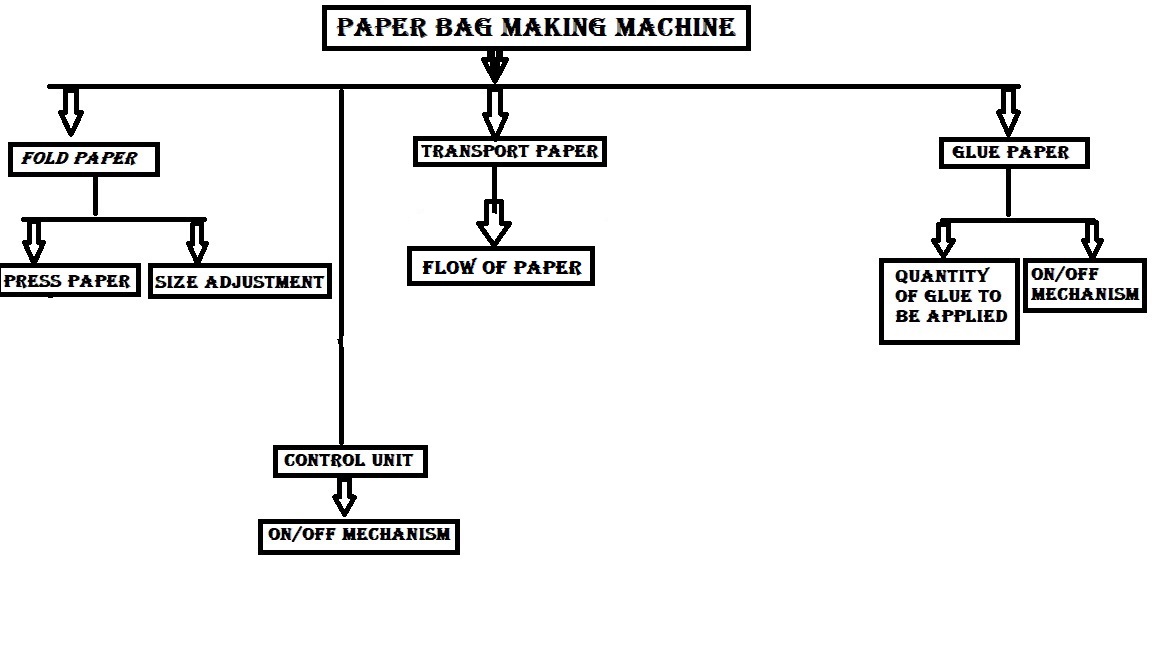 PAPER BAG MAKING MACHINE
FOLD PAPER
TRANSPORT PAPER
GLUE PAPER
PRESS PAPER
SIZE ADJUSTMENT
FLOW OF PAPER
QUANTITY
OF GLUE TO
BE APPLIED
ON/OFF
MECHANISM
CONTROL UNIT
ON/OFF MECHANISM